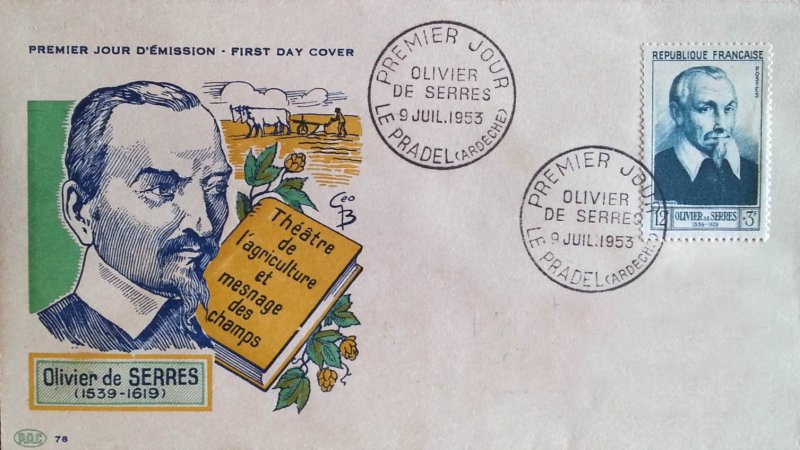 PREMIER JOUR D'ÉMISSION - FIRST DAY COVER
Théâtre
de
l'agriculture
et
mesnage
des
champs
Géo
B
Olivier de SERRES
(1539-1619)
P.A.C
78
PREMIER JOUR
OLIVIER
DE SERRES
9 JUIL.1953
LE PRADEL (ARDÈCHE)
PREMIER JOUR
OLIVIER
DE SERRES
9 JUIL.1953
LE PRADEL (ARDÈCHE)
RÉPUBLIQUE FRANÇAISE
POSTES
12F OLIVIER DE SERRES +3F
1539-1619